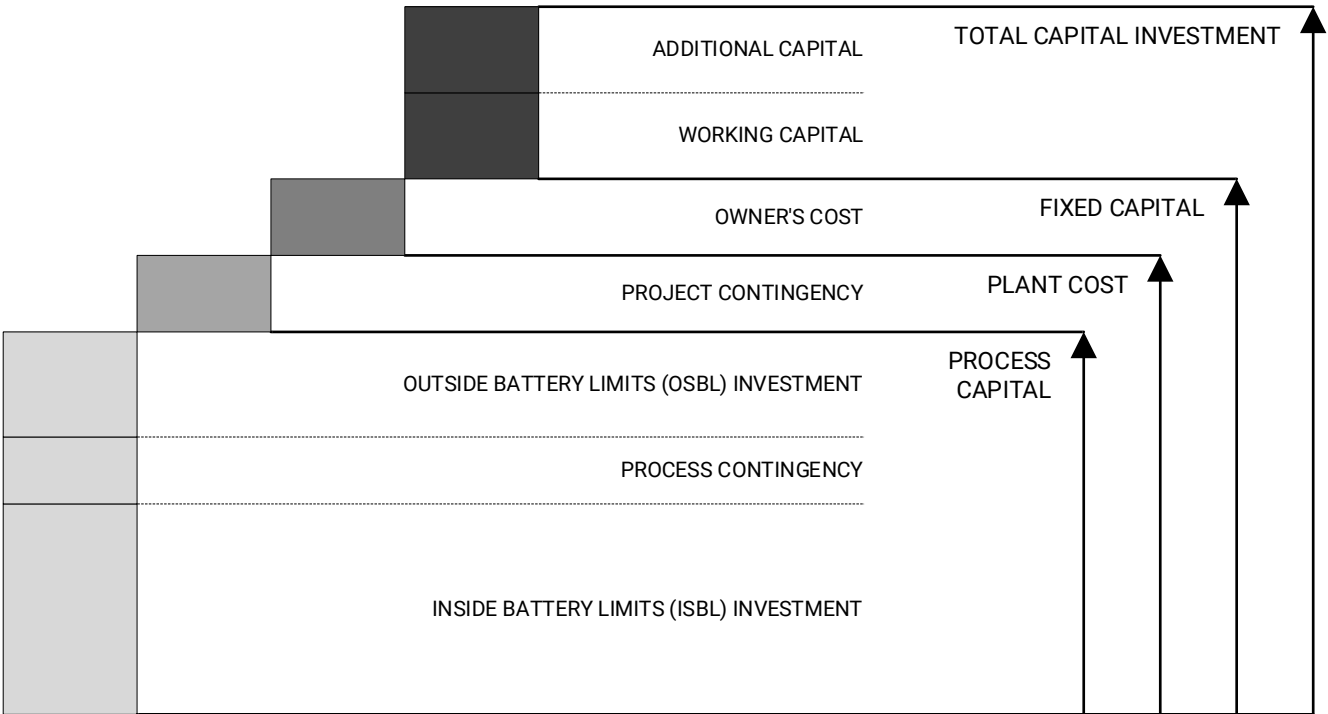 ADDITIONAL CAPITAL
TOTAL CAPITAL INVESTMENT
WORKING CAPITAL
OWNER'S COST
FIXED CAPITAL
PROJECT CONTINGENCY
PLANT COST
OUTSIDE BATTERY LIMITS (OSBL) INVESTMENT
PROCESS
CAPITAL
PROCESS CONTINGENCY
INSIDE BATTERY LIMITS (ISBL) INVESTMENT